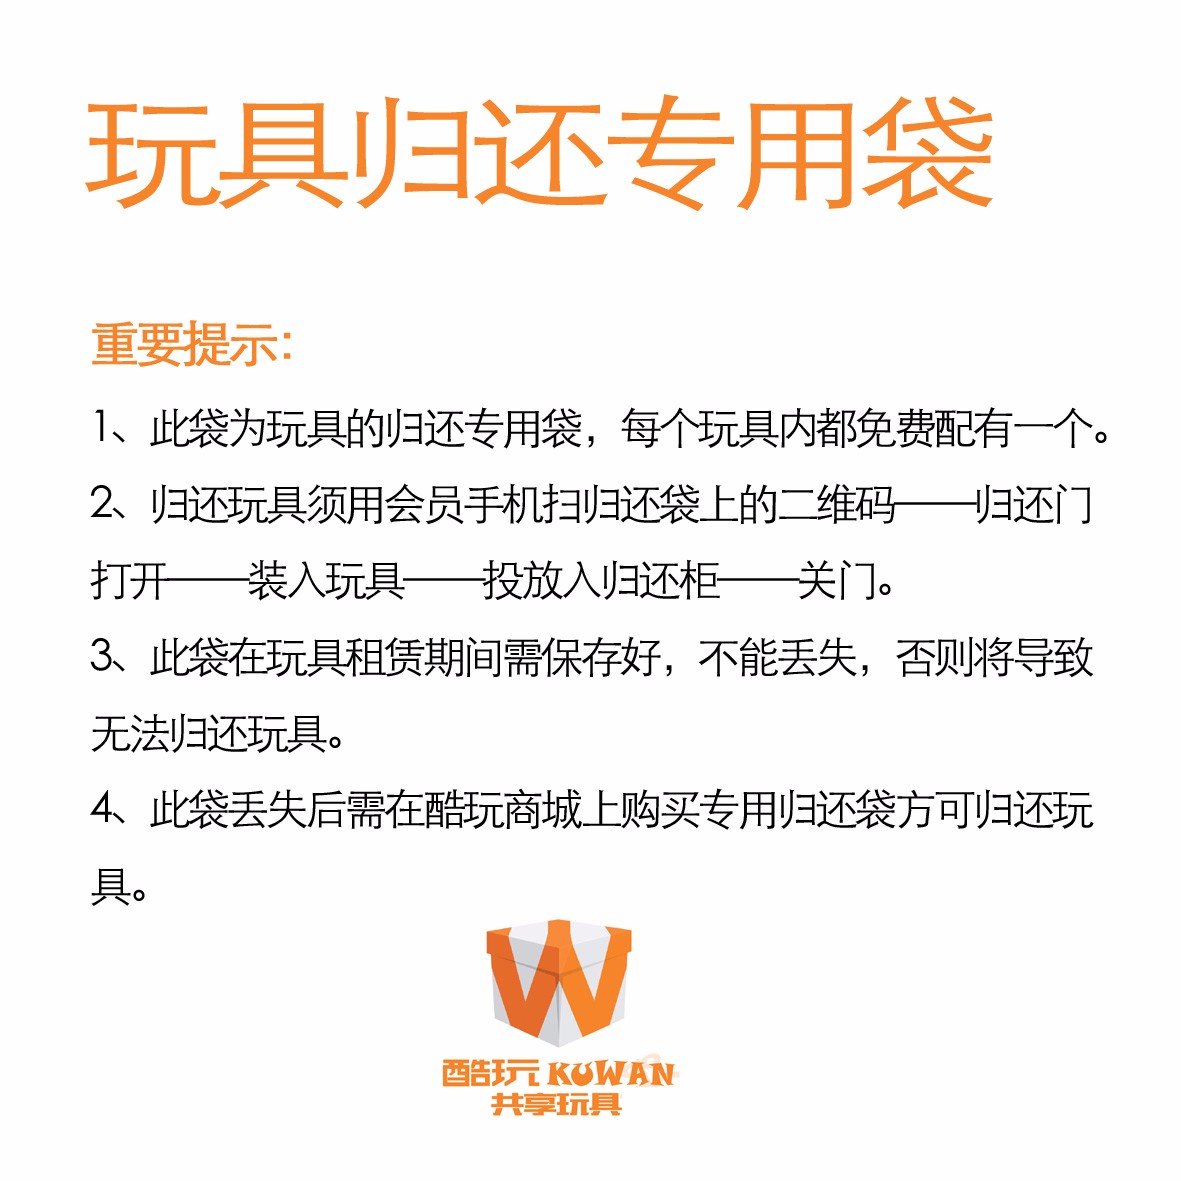 玩具归还专用袋
重要提示：
1、此袋为玩具的归还专用袋，每个玩具内都免费配有一个。
2、归还玩具须用会员手机扫归还袋上的二维码——归还门
打开——装入玩具——投放入归还柜——关门。
3、此袋在玩具租赁期间需保存好，不能丢失，否则将导致
无法归还玩具。
4、此袋丢失后需在酷玩商城上购买专用归还袋方可归还玩
具。
酷玩 KUWAN
共享玩具